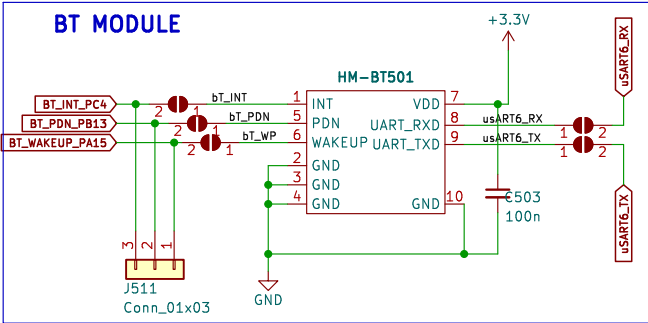 BT MODULE
+3.3V
HM-BT501
usART6_RX
BT_INT_PC4
2
1
bT_INT
1
INT
VDD
7
BT_PDN_PB13
2
1
bT_PDN
5
PDN
UART_RXD
8
usART6_RX
1
2
BT_WAKEUP_PA15
2
1
bT_WP
6
WAKEUP
UART_TXD
9
usART6_TX
1
2
2
GND
3
GND
4
GND
GND
10
C503
100n
usART6_TX
3
2
1
J511
Conn_01x03
GND